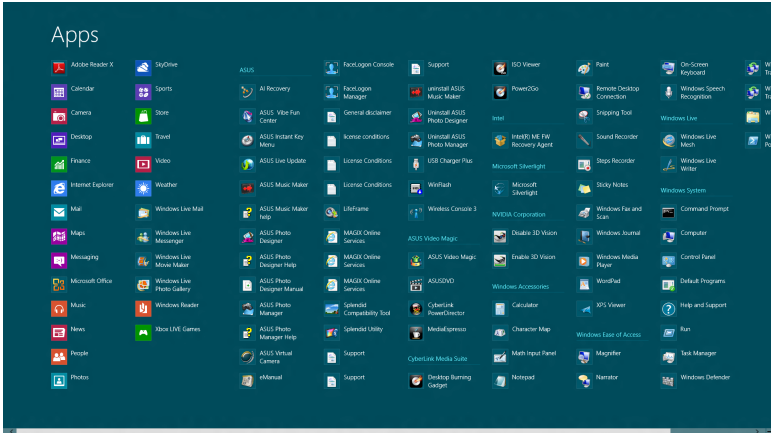 Apps
Adobe Reader X
Calendar
Camera
Desktop
Finance
Internet Explorer
Mail
Maps
Messaging
Microsoft Office
Music
News
People
Photos
SkyDrive
Sports
Store
Travel
Video
Weather
Windows Live Mail
Windows Live
Messenger
Windows Live
Movie Maker
Windows Live
Photo Gallery
Windows Reader
Xbox LIVE Games
ASUS
AI Recovery
ASUS Vibe Fun
Center
ASUS Instant Key
Menu
ASUS Live Update
ASUS Music Maker
ASUS Music Maker
help
ASUS Photo
Designer
ASUS Photo
Designer Help
ASUS Photo
Designer Manual
ASUS Photo
Manager
ASUS Photo
Manager Help
ASUS Virtual
Camera
eManual
FaceLogon Console
FaceLogon
Manager
General disclaimer
license conditions.
License Conditions
License Conditions
LifeFrame
MAGIX Online
Services
MAGIX Online
Services
MAGIX Online
Services
Splendid
Compatibility Tool
Splendid Utility
Support
Support
Support
uninstall ASUS
Music Maker
Uninstall ASUS
Photo Designer
Uninstall ASUS
Photo Manager
USB Charger Plus
WinFlash
Wireless Console 3
ASUS Video Magic
ASUS Video Magic
ASUSDVD
CyberLink
PowerDirector
MediaEspresso
CyberLink Media Suite
Desktop Burning
Gadget
ISO Viewer
Power2Go
Intel
Intel(R) ME FW
Recovery Agent
Microsoft Silverlight
Microsoft
Silverlight
NVIDIA Corporation
Disable 3D Vision
Enable 3D Vision
Windows Accessories
Calculator
Character Map
Math Input Panel
Notepad
Paint
Remote Desktop
Connection
Snipping Tool
Sound Recorder
Steps Recorder
Sticky Notes
Windows Fax and
Scan
Windows Journal
Windows Media
Player
WordPad
XPS Viewer
Windows Ease of Access
Magnifier
Narrator
On-Screen
Keyboard
Windows Speech
Recognition
Windows Live
Windows Live
Mesh
Windows Live
Writer
Windows System
Command Prompt
Computer
Control Panel
Default Programs
Help and Support
Run
Task Manager
Windows Defender